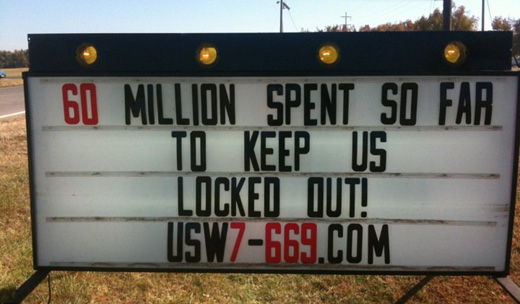 60 MILLION SPENT SO FAR
TO KEEP US
LOCKED OUT!
USW7-669.COM